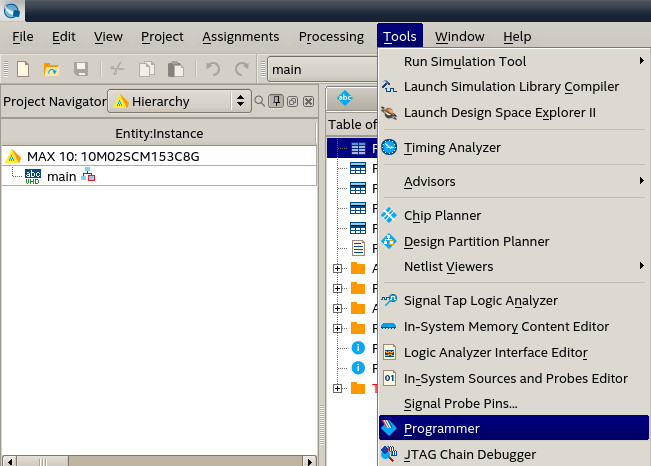 File Edit View Project Assignments Processing Tools Window Help
main
Project Navigator Hierarchy
Entity:Instance
MAX 10: 10M02SCM153C8G
abc VHD main
abc
Table of
Run Simulation Tool
Launch Simulation Library Compiler
Launch Design Space Explorer II
Timing Analyzer
Advisors
Chip Planner
Design Partition Planner
Netlist Viewers
Signal Tap Logic Analyzer
In-System Memory Content Editor
Logic Analyzer Interface Editor
01 In-System Sources and Probes Editor
Signal Probe Pins...
Programmer
JTAG Chain Debugger